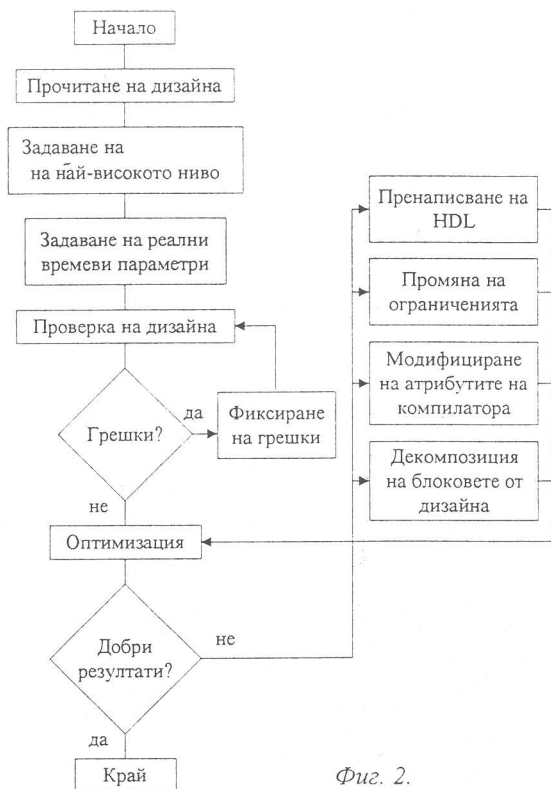 Начало
Прочитане на дизайна
Задаване на
на най-високото ниво
Задаване на реални
времеви параметри
Проверка на дизайна
Грешки?
да
Фиксиране
на грешки
не
Оптимизация
Добри
резултати?
не
да
Край
Пренаписване на
HDL
Промяна на
ограниченията
Модифициране
на атрибутите на
компилатора
Декомпозиция
на блоковете от
дизайна
Фиг. 2.